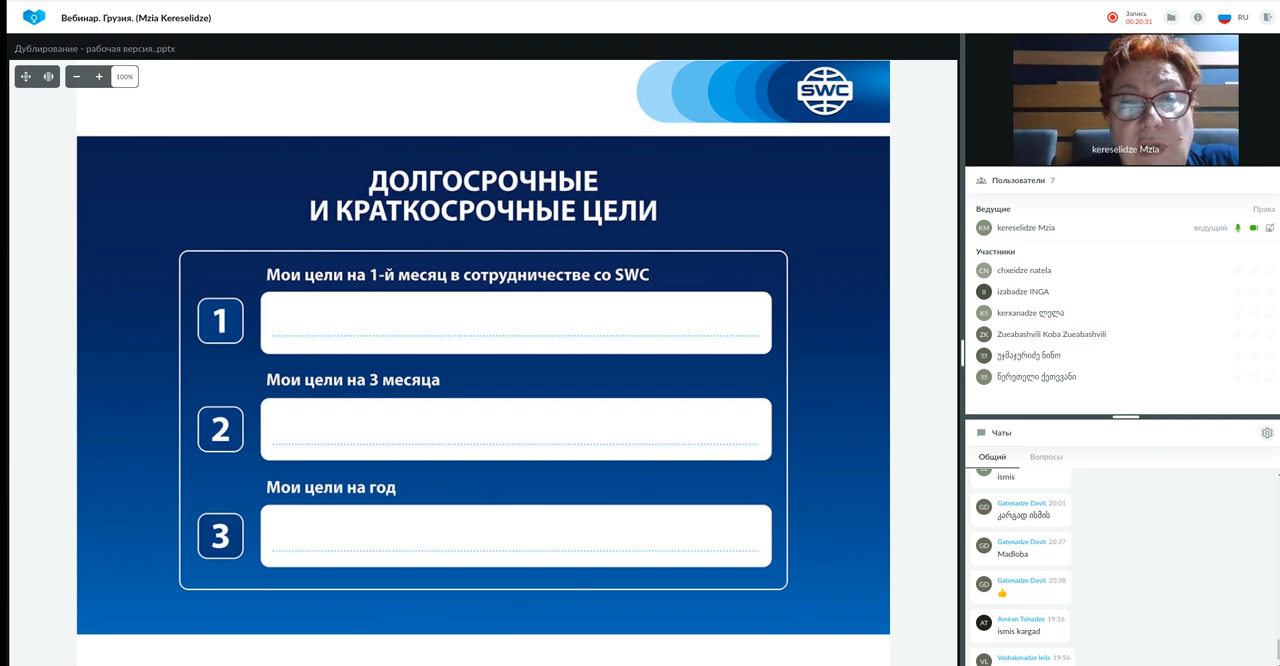 Вебинар. Грузия. (Mzia Kereselidze)
Запись
00:20:31
RU
Дублирование - рабочая версия..pptx
100%
SWC
ДОЛГОСРОЧНЫЕ
И КРАТКОСРОЧНЫЕ ЦЕЛИ
Мои цели на 1-й месяц в сотрудничестве со SWC
1
Мои цели на 3 месяца
2
Мои цели на год
3
kereselidze Mzia
Пользователи 7
Ведущие Права
KM kereselidze Mzia ведущий
Участники
CN chxeidze natela
II izabadze INGA
kerxanadze ლელა
ZK Zueabashvili Koba Zueabashvili
უჯმაჯურიძე ნინო
წერეთელი ქეთევანი
Чаты
Общий Вопросы
ismis
GD Gatenadze Davit 20:01
კარგად ისმის
GD Gatenadze Davit 20:37
Madloba
GD Gatenadze Davit 20:38
👍
AT Amiran Tsinadze 19:56
ismis kargad
VL Vashakmadze leila 19:56